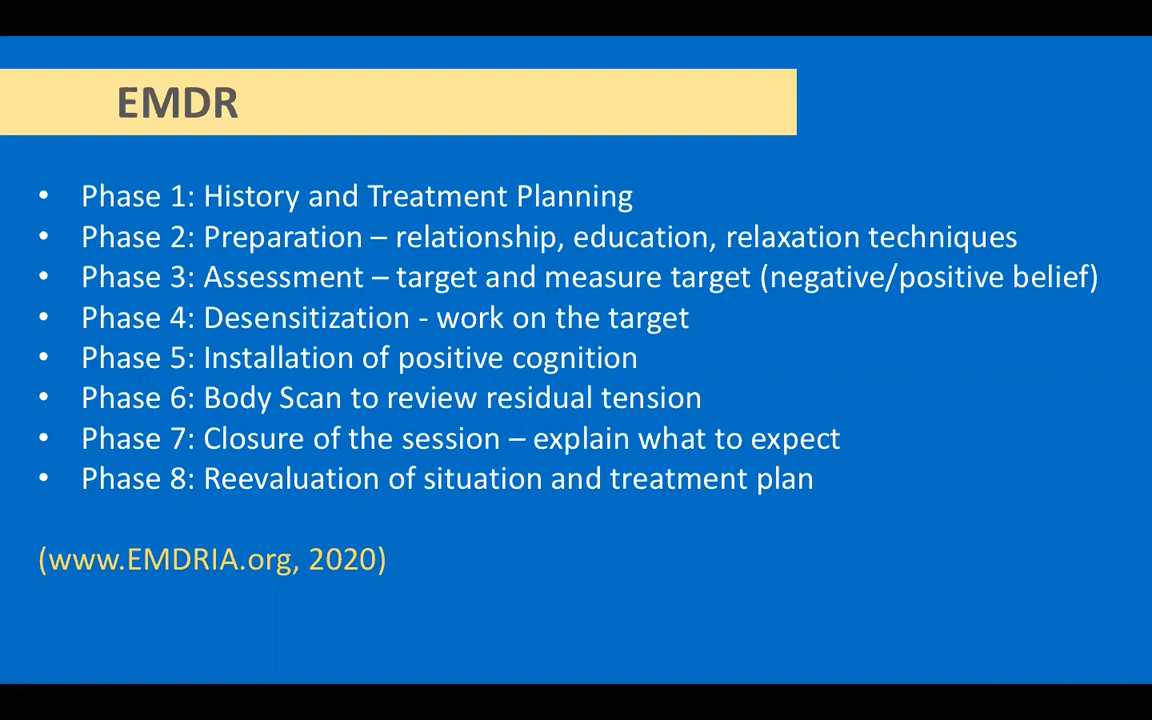 EMDR
• Phase 1: History and Treatment Planning
• Phase 2: Preparation – relationship, education, relaxation techniques
• Phase 3: Assessment – target and measure target (negative/positive belief)
• Phase 4: Desensitization - work on the target
• Phase 5: Installation of positive cognition
• Phase 6: Body Scan to review residual tension
• Phase 7: Closure of the session – explain what to expect
• Phase 8: Reevaluation of situation and treatment plan
(www.EMDRIA.org, 2020)